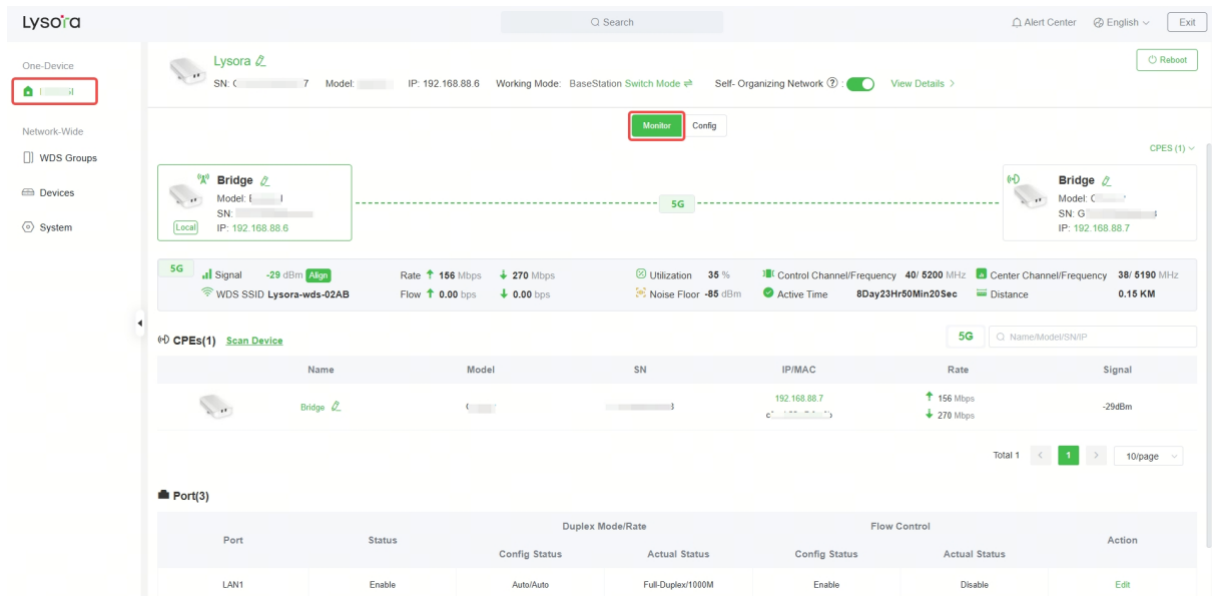 Lysora
Search
Alert Center
English
Exit
One-Device
Network-Wide
WDS Groups
Devices
System
Lysora
Reboot
SN: 7 Model: IP: 192.168.88.6 Working Mode: BaseStation Switch Mode Self- Organizing Network ? : View Details >
Monitor
Config
CPES (1)
Bridge
Model:
SN:
Local
IP: 192.168.88.6
5G
Bridge
Model:
SN: G
IP: 192.168.88.7
5G
Signal -29 dBm Align Rate 156 Mbps 270 Mbps Utilization 35 % Control Channel/Frequency 40/ 5200 MHz Center Channel/Frequency 38/ 5190 MHz
WDS SSID Lysora-wds-02AB Flow 0.00 bps 0.00 bps Noise Floor -85 dBm Active Time 8Day23Hr50Min20Sec Distance 0.15 KM
CPEs(1) Scan Device
5G
Name/Model/SN/IP
Name Model SN IP/MAC Rate Signal
Bridge
192.168.88.7
156 Mbps
270 Mbps
-29dBm
Total 1 < 1 > 10/page
Port(3)
Port Status Duplex Mode/Rate Flow Control Action
Config Status Actual Status Config Status Actual Status
LAN1 Enable Auto/Auto Full-Duplex/1000M Enable Disable Edit